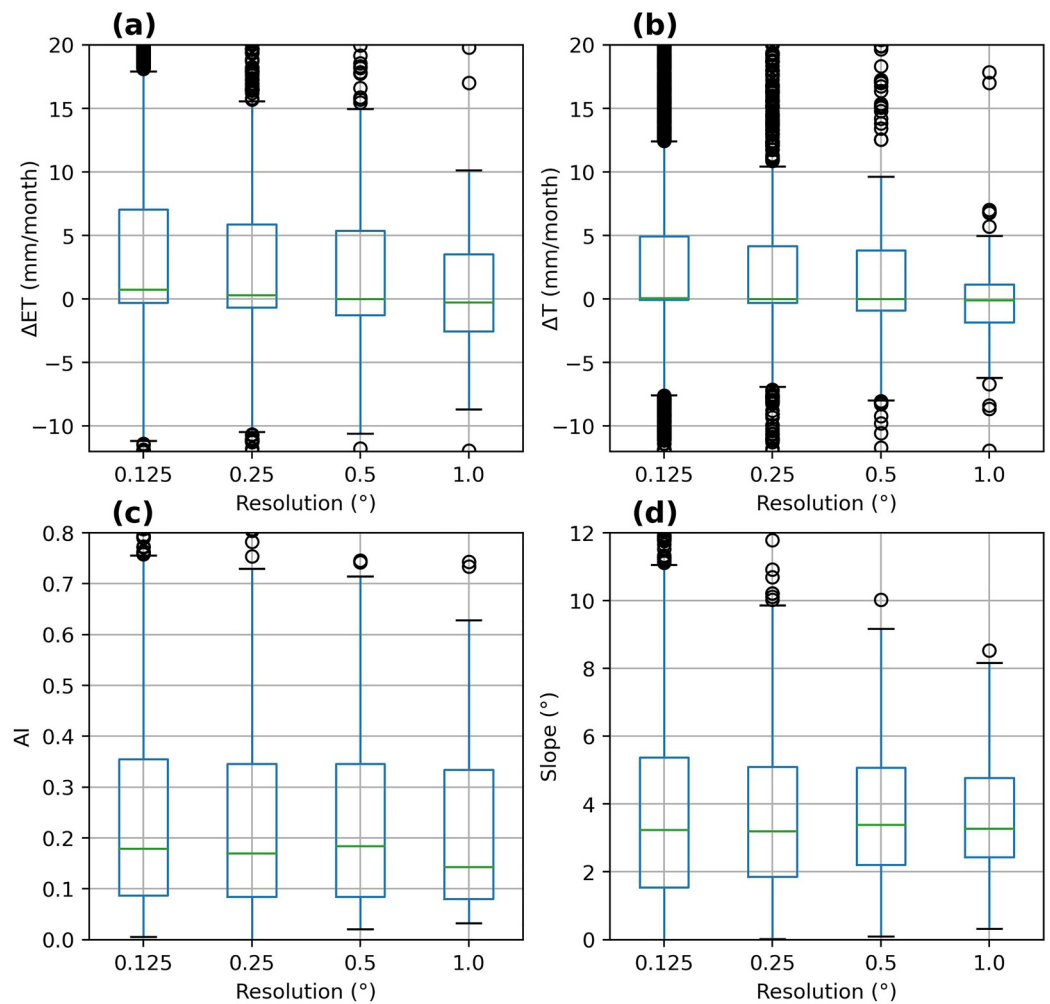 (a)
20
15
10
5
0
−5
−10
ΔET (mm/month)
0.125 0.25 0.5 1.0
Resolution (°)
(b)
20
15
10
5
0
−5
−10
ΔT (mm/month)
0.125 0.25 0.5 1.0
Resolution (°)
(c)
0.8
0.7
0.6
0.5
0.4
0.3
0.2
0.1
0.0
AI
0.125 0.25 0.5 1.0
Resolution (°)
(d)
12
10
8
6
4
2
0
Slope (°)
0.125 0.25 0.5 1.0
Resolution (°)